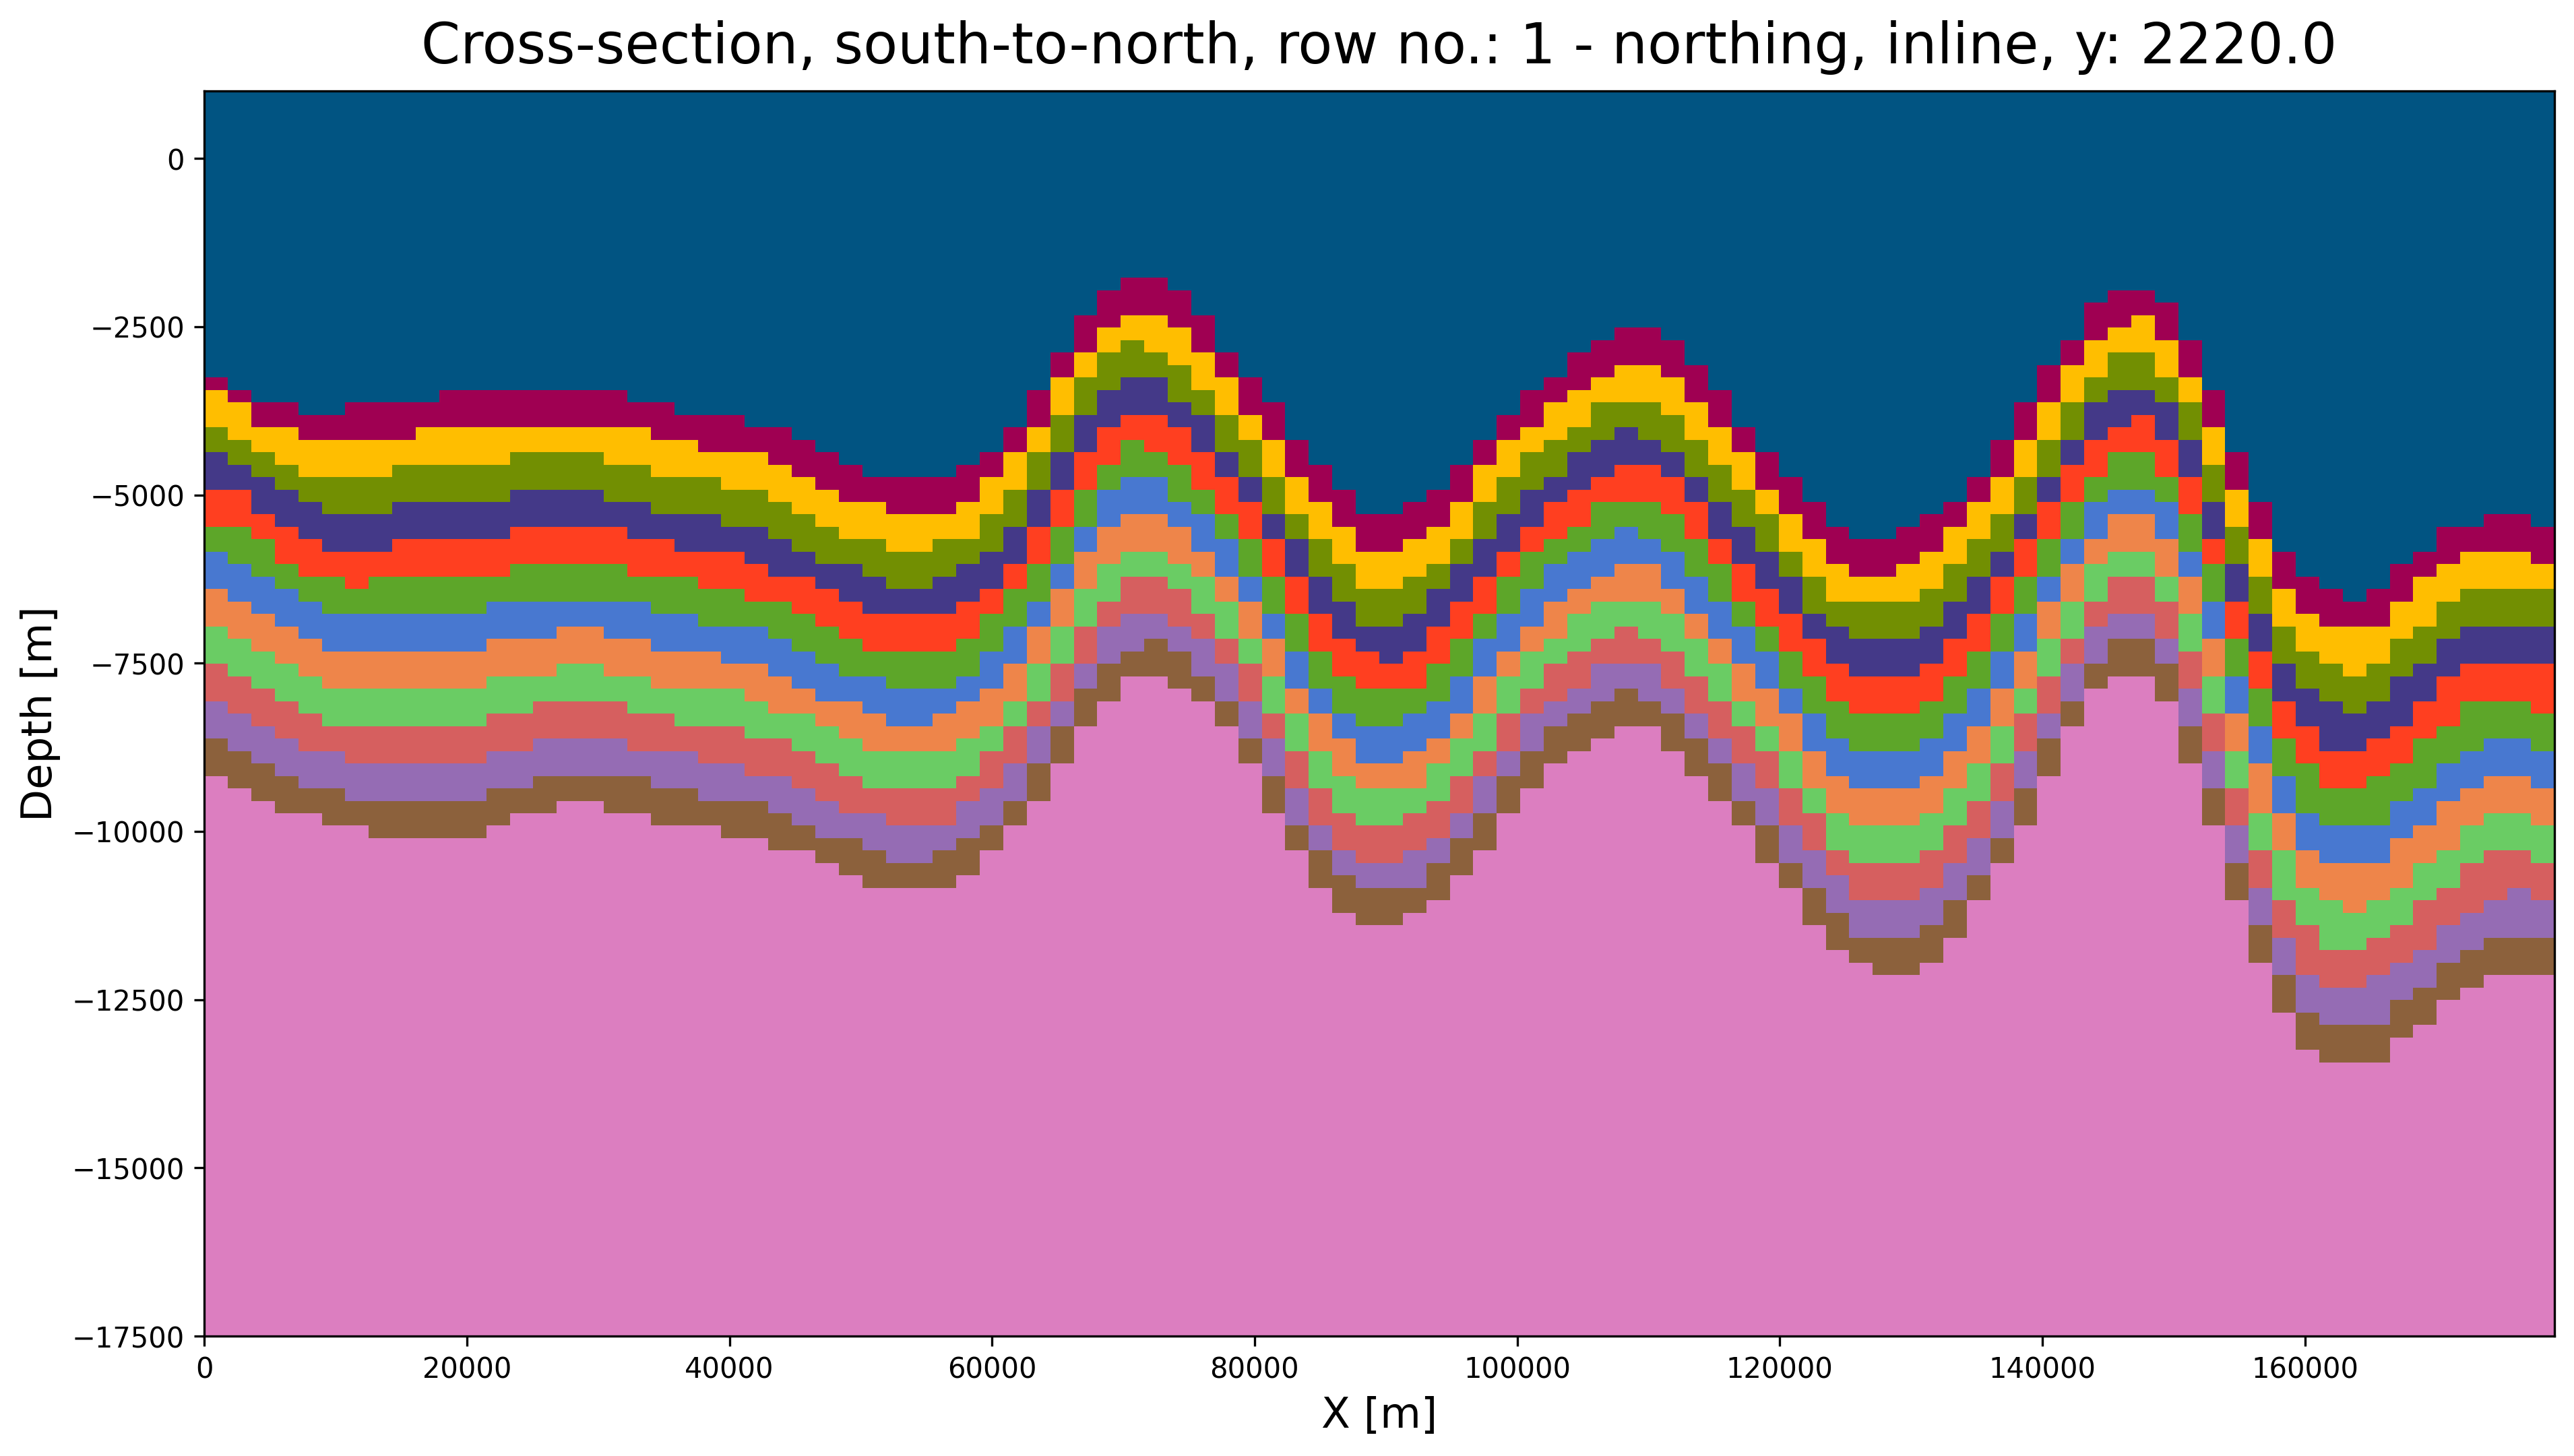 Cross-section, south-to-north, row no.: 1 - northing, inline, y: 2220.0
0
−2500
−5000
−7500
−10000
−12500
−15000
−17500
Depth [m]
0 20000 40000 60000 80000 100000 120000 140000 160000
X [m]